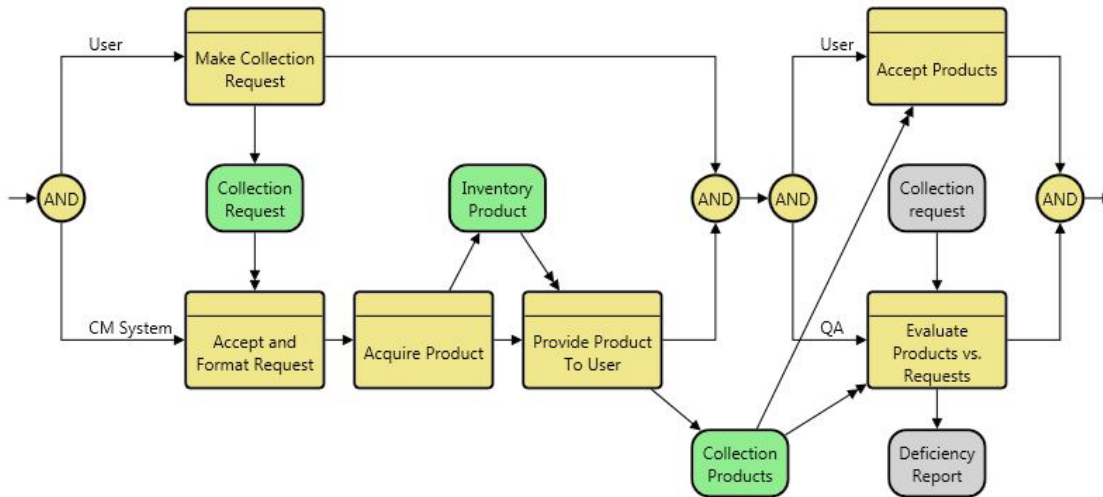 User
Make Collection
Request
User
Accept Products
AND
Collection
Request
Inventory
Product
AND
AND
Collection
request
AND
CM System
Accept and
Format Request
Acquire Product
Provide Product
To User
QA
Evaluate
Products vs.
Requests
Collection
Products
Deficiency
Report